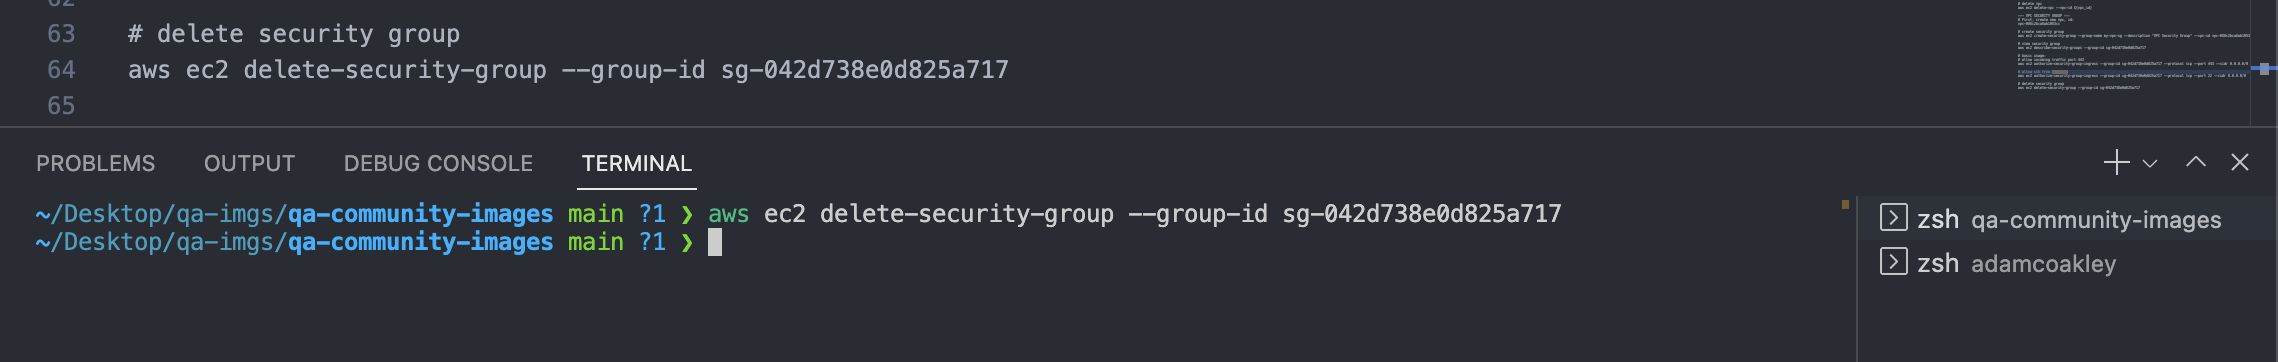 62
63 # delete security group
64 aws ec2 delete-security-group --group-id sg-042d738e0d825a717
65
PROBLEMS OUTPUT DEBUG CONSOLE TERMINAL
~/Desktop/qa-imgs/qa-community-images main ?1 ❯ aws ec2 delete-security-group --group-id sg-042d738e0d825a717
~/Desktop/qa-imgs/qa-community-images main ?1 ❯
zsh qa-community-images
zsh adamcoakley